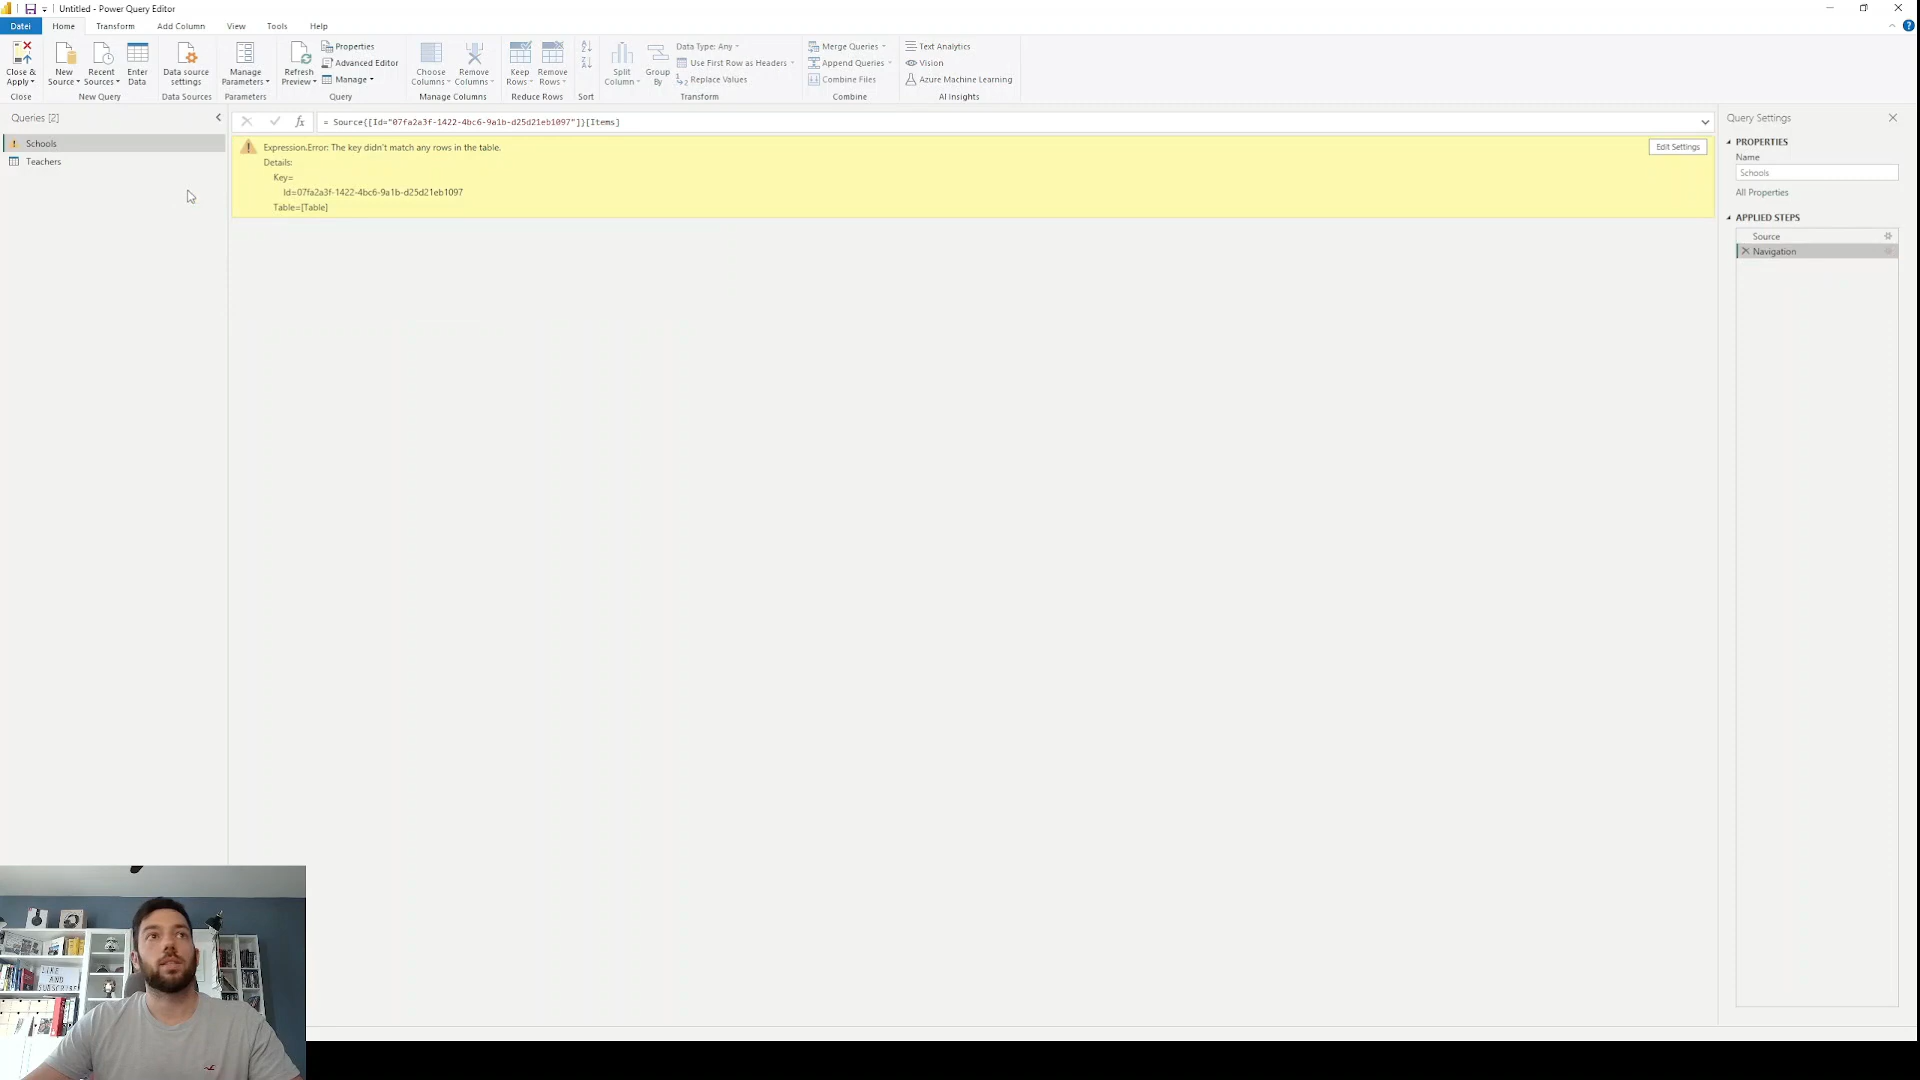 Untitled - Power Query Editor
Datei Home Transform Add Column View Tools Help
Close & Apply
New Source
Recent Sources
Enter Data
Data source settings
Manage Parameters
Refresh Preview
Properties
Advanced Editor
Manage
Choose Columns
Remove Columns
Keep Rows
Remove Rows
Split Column
Group By
Data Type: Any
Use First Row as Headers
Replace Values
Merge Queries
Append Queries
Combine Files
Text Analytics
Vision
Azure Machine Learning
Close New Query Data Sources Parameters Query Manage Columns Reduce Rows Sort Transform Combine AI Insights
Queries [2]
Schools
Teachers
= Source{[Id="07fa2a3f-1422-4bc6-9a1b-d25d21eb1097"]}[Items]
Expression.Error: The key didn't match any rows in the table.
Details:
Key=
Id=07fa2a3f-1422-4bc6-9a1b-d25d21eb1097
Table=[Table]
Edit Settings
Query Settings
PROPERTIES
Name
Schools
All Properties
APPLIED STEPS
Source
Navigation
LIKE
AND
SUBSCRIBE